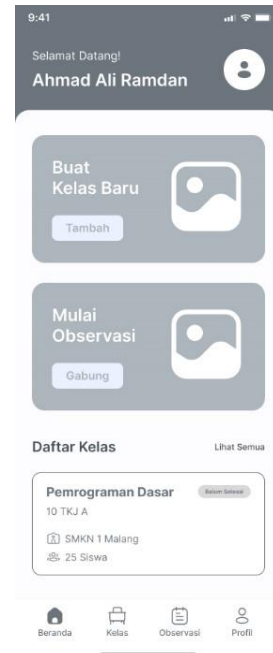 9:41
Selamat Datang!
Ahmad Ali Ramdan
Buat
Kelas Baru
Tambah
Mulai
Observasi
Gabung
Daftar Kelas
Lihat Semua
Pemrograman Dasar
Belum Selesai
10 TKJ A
SMKN 1 Malang
25 Siswa
Beranda
Kelas
Observasi
Profil